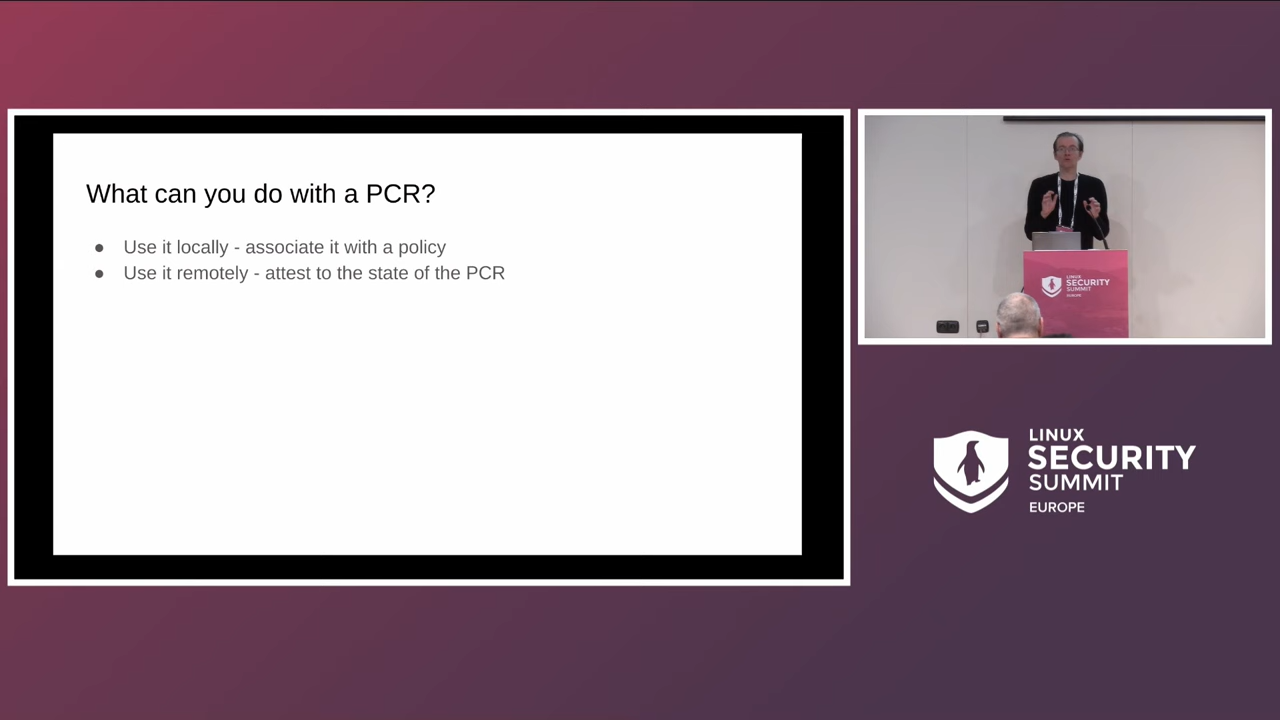 What can you do with a PCR?
● Use it locally - associate it with a policy
● Use it remotely - attest to the state of the PCR
LINUX
SECURITY
SUMMIT
EUROPE
LINUX
SECURITY
SUMMIT
EUROPE